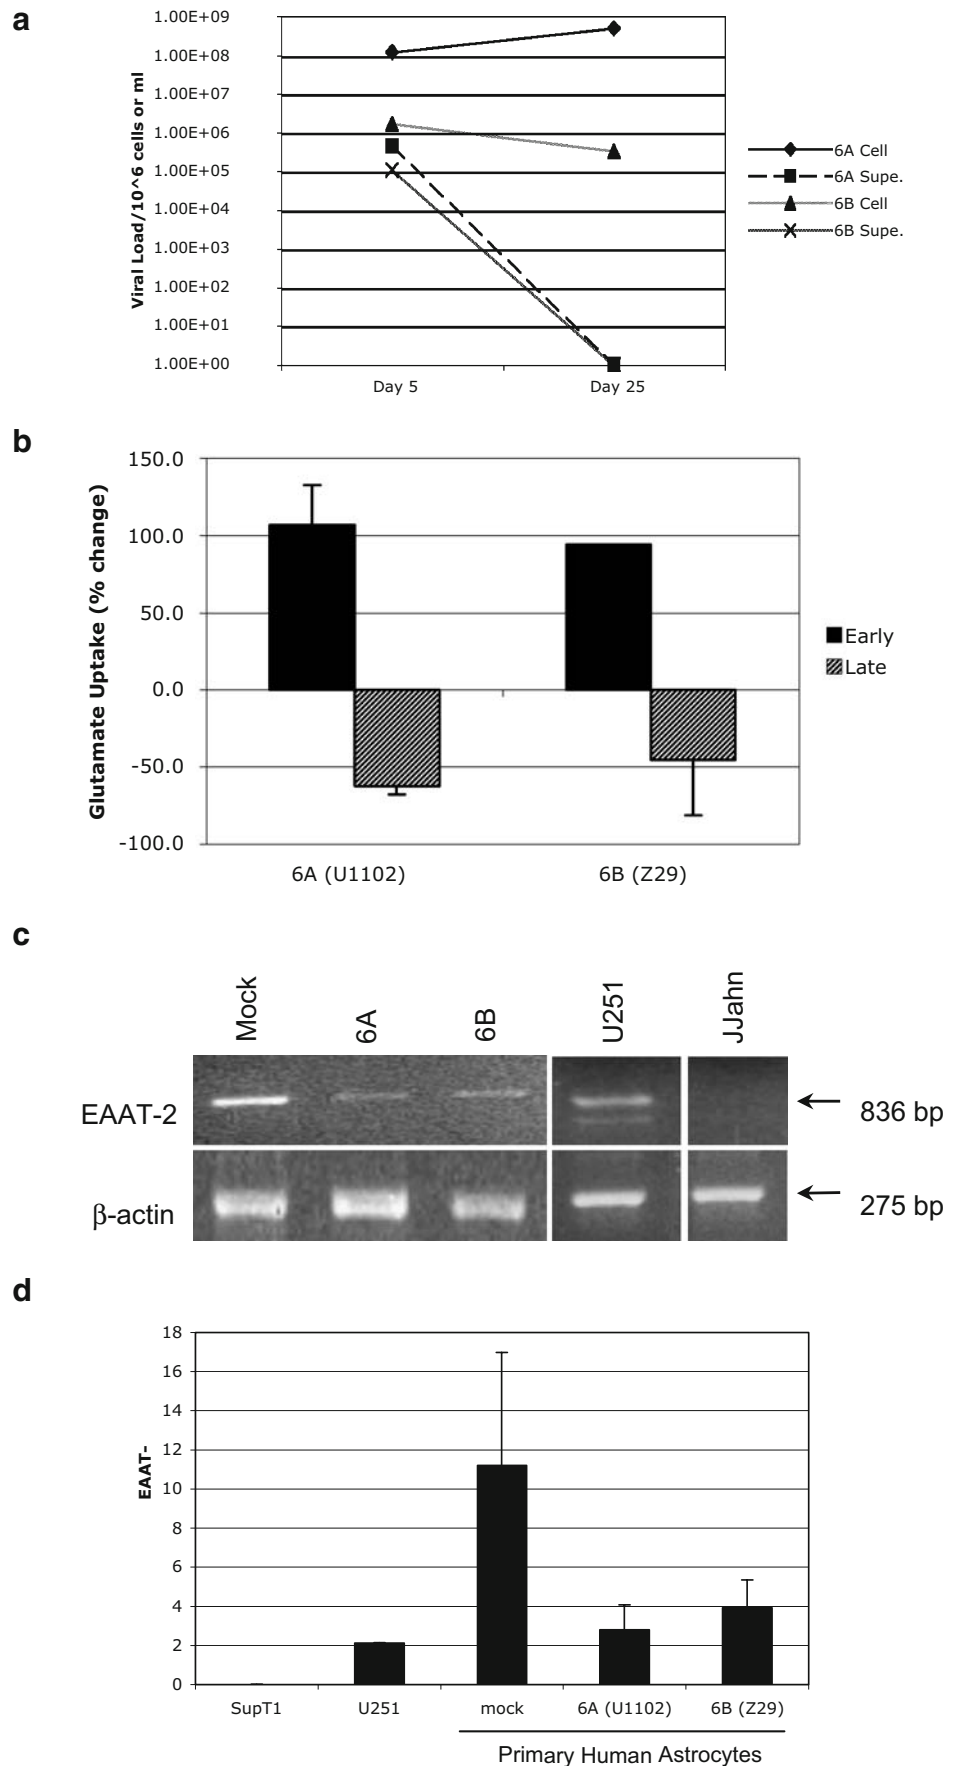 a
1.00E+09
1.00E+08
1.00E+07
1.00E+06
1.00E+05
1.00E+04
1.00E+03
1.00E+02
1.00E+01
1.00E+00
Viral Load/10^6 cells or ml
Day 5 Day 25
6A Cell
6A Supe.
6B Cell
6B Supe.
b
150.0
100.0
50.0
0.0
-50.0
-100.0
Glutamate Uptake (% change)
6A (U1102) 6B (Z29)
Early
Late
c
Mock 6A 6B U251 JJahn
EAAT-2 836 bp
β-actin 275 bp
d
18
16
14
12
10
8
6
4
2
0
EAAT-
SupT1 U251 mock 6A (U1102) 6B (Z29)
Primary Human Astrocytes